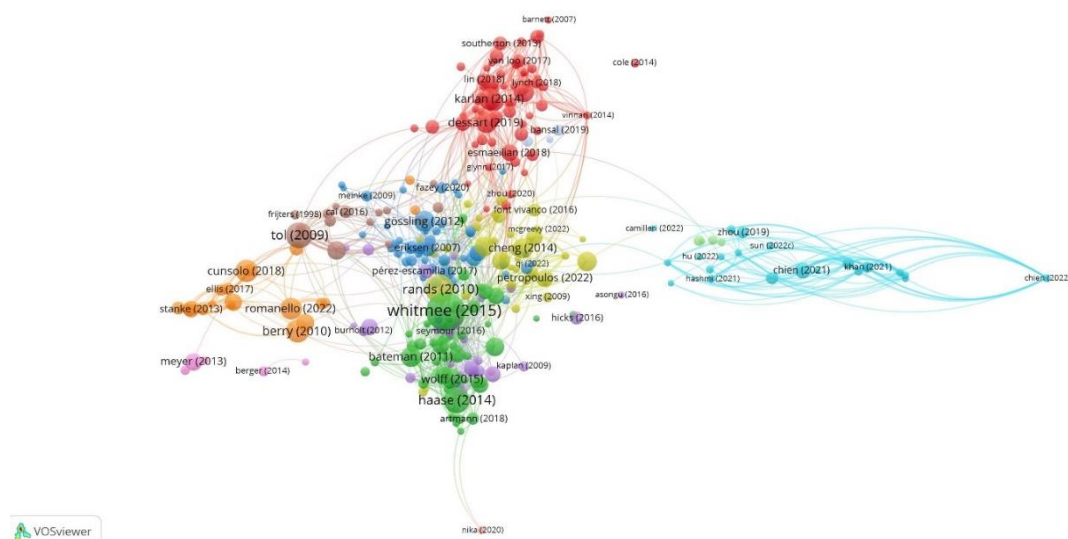 barnett (2007)
southerton (2013)
van loo (2017)
cole (2014)
lin (2018)
lynch (2018)
karlan (2014)
vinnari (2014)
dessart (2019)
bansal (2019)
esmaeilian (2018)
glynn (2017)
fazey (2020)
zhou (2020)
meinke (2009)
frijters (1998)
cai (2016)
font vivanco (2016)
gössling (2012)
mcgreevy (2022)
camilleri (2022)
zhou (2019)
tol (2009)
eriksen (2007)
cheng (2014)
sun (2022c)
hu (2022)
qi (2022)
cunsolo (2018)
pérez-escamilla (2017)
petropoulos (2022)
hashmi (2021)
chien (2021)
khan (2021)
chien (2022
ellis (2017)
rands (2010)
xing (2009)
asongu (2016)
stanke (2013)
romanello (2022)
whitmee (2015)
hicks (2016)
berry (2010)
burholt (2012)
seymour (2016)
meyer (2013)
bateman (2011)
kaplan (2009)
berger (2014)
wolff (2015)
haase (2014)
artmann (2018)
nika (2020)
VOSviewer